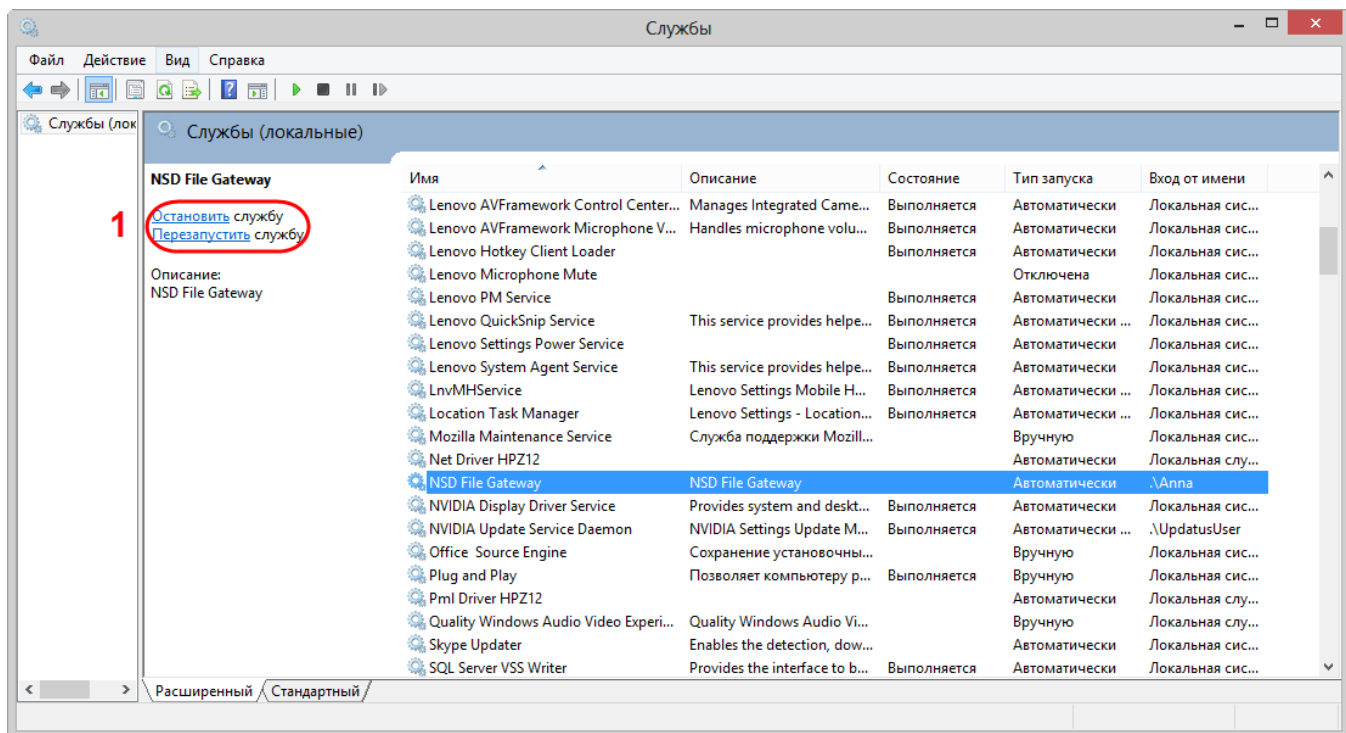 Службы
Файл Действие Вид Справка
Службы (лок
Службы (локальные)
NSD File Gateway
1
Остановить службу
Перезапустить службу
Описание:
NSD File Gateway
Имя Описание Состояние Тип запуска Вход от имени
Lenovo AVFramework Control Center... Manages Integrated Came... Выполняется Автоматически Локальная сис...
Lenovo AVFramework Microphone V... Handles microphone volu... Выполняется Автоматически Локальная сис...
Lenovo Hotkey Client Loader Выполняется Автоматически Локальная сис...
Lenovo Microphone Mute Отключена Локальная сис...
Lenovo PM Service Выполняется Автоматически Локальная сис...
Lenovo QuickSnip Service This service provides helpe... Выполняется Автоматически ... Локальная сис...
Lenovo Settings Power Service Выполняется Автоматически Локальная сис...
Lenovo System Agent Service This service provides helpe... Выполняется Автоматически Локальная сис...
LnvMHService Lenovo Settings Mobile H... Выполняется Автоматически ... Локальная сис...
Location Task Manager Lenovo Settings - Location... Выполняется Автоматически ... Локальная сис...
Mozilla Maintenance Service Служба поддержки Mozill... Вручную Локальная сис...
Net Driver HPZ12 Автоматически Локальная слу...
NSD File Gateway NSD File Gateway Автоматически .\Anna
NVIDIA Display Driver Service Provides system and deskt... Выполняется Автоматически Локальная сис...
NVIDIA Update Service Daemon NVIDIA Settings Update M... Выполняется Автоматически ... .\UpdatusUser
Office Source Engine Сохранение установочны... Вручную Локальная сис...
Plug and Play Позволяет компьютеру р... Выполняется Вручную Локальная сис...
Pml Driver HPZ12 Автоматически Локальная слу...
Quality Windows Audio Video Experi... Quality Windows Audio Vi... Вручную Локальная слу...
Skype Updater Enables the detection, dow... Автоматически Локальная сис...
SQL Server VSS Writer Provides the interface to b... Выполняется Автоматически Локальная сис...
Расширенный Стандартный